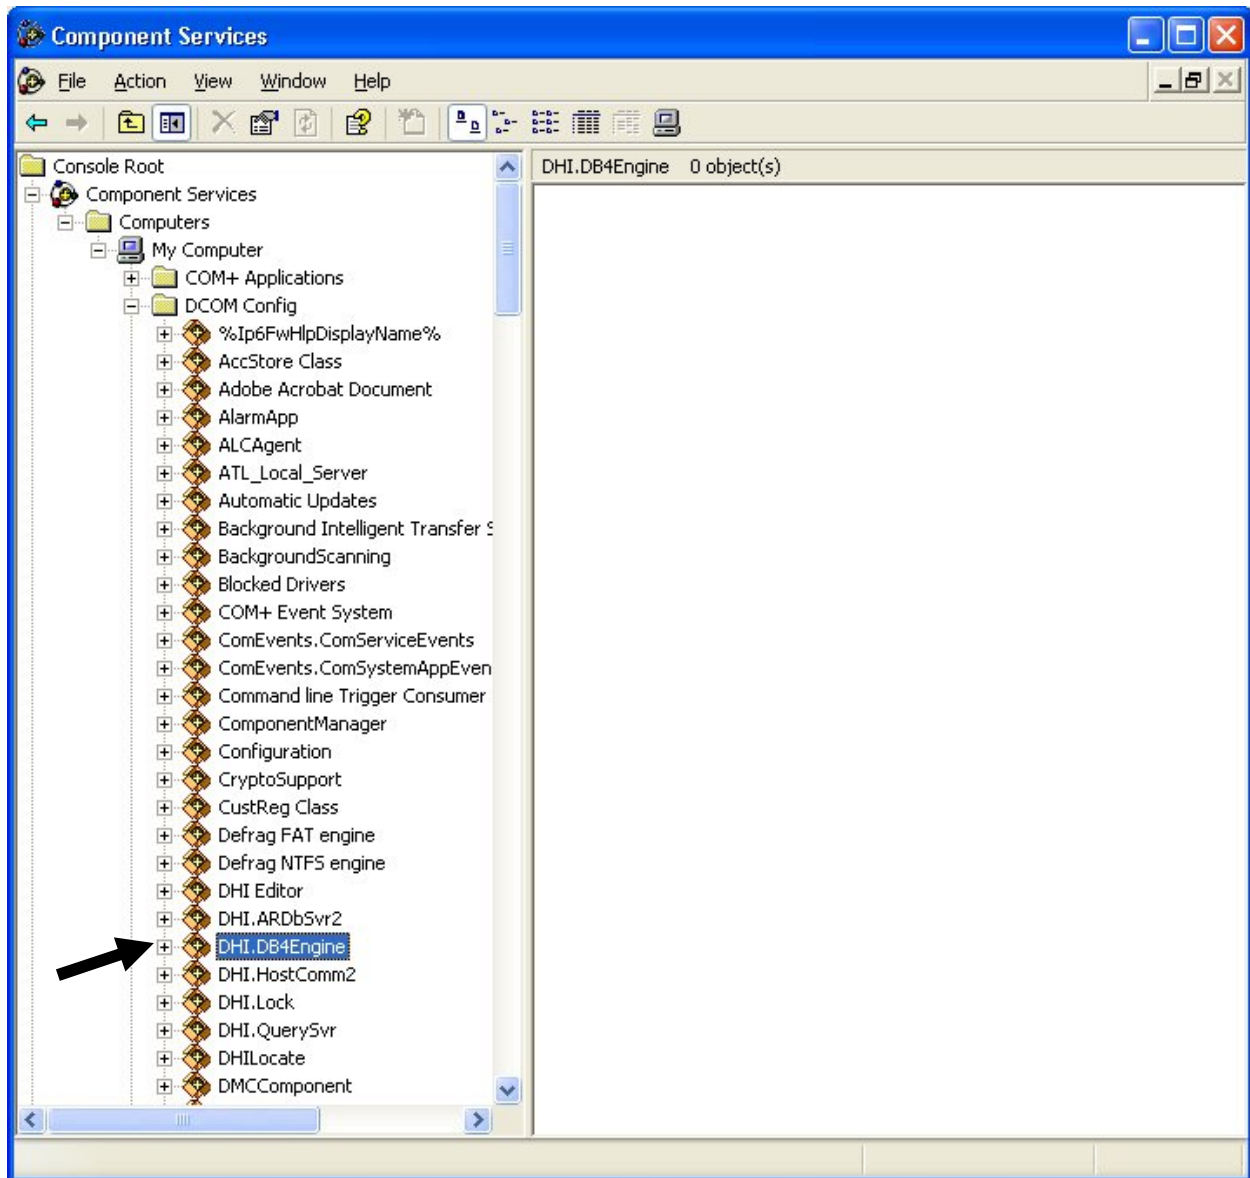 Component Services
File Action View Window Help
Console Root
DHI.DB4Engine 0 object(s)
Component Services
Computers
My Computer
COM+ Applications
DCOM Config
%Ip6FwHlpDisplayName%
AccStore Class
Adobe Acrobat Document
AlarmApp
ALCAgent
ATL_Local_Server
Automatic Updates
Background Intelligent Transfer S
BackgroundScanning
Blocked Drivers
COM+ Event System
ComEvents.ComServiceEvents
ComEvents.ComSystemAppEven
Command line Trigger Consumer
ComponentManager
Configuration
CryptoSupport
CustReg Class
Defrag FAT engine
Defrag NTFS engine
DHI Editor
DHI.ARDbSvr2
DHI.DB4Engine
DHI.HostComm2
DHI.Lock
DHI.QuerySvr
DHILocate
DMCComponent